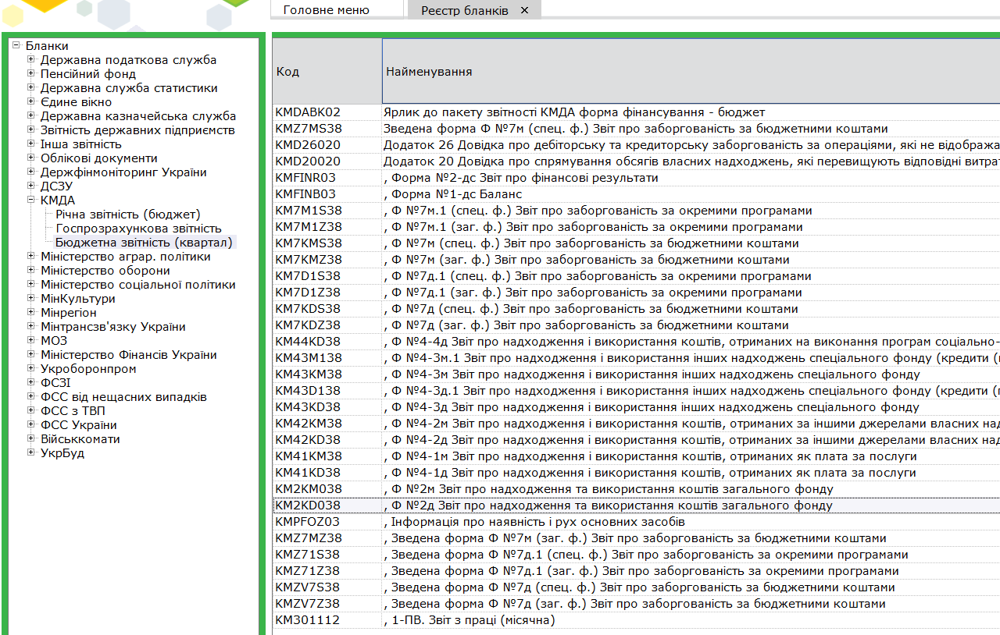 Головне меню
Реєстр бланків ×
Бланки
Державна податкова служба
Пенсійний фонд
Державна служба статистики
Єдине вікно
Державна казначейська служба
Звітність державних підприємств
Інша звітність
Облікові документи
Держфінмоніторинг України
ДСЗУ
КМДА
Річна звітність (бюджет)
Госпрозрахункова звітність
Бюджетна звітність (квартал)
Міністерство аграр. політики
Міністерство оборони
Міністерство соціальної політики
МінКультури
Мінрегіон
Мінтрансзв'язку України
МОЗ
Міністерство Фінансів України
Укроборонпром
ФСЗІ
ФСС від нещасних випадків
ФСС з ТВП
ФСС України
Військкомати
УкрБуд
Код Найменування
KMDABK02 Ярлик до пакету звітності КМДА форма фінансування - бюджет
KMZ7MS38 Зведена форма Ф №7м (спец. ф.) Звіт про заборгованість за бюджетними коштами
KMD26020 Додаток 26 Довідка про дебіторську та кредиторську заборгованість за операціями, які не відобража
KMD20020 Додаток 20 Довідка про спрямування обсягів власних надходжень, які перевищують відповідні витрат
KMFINR03 , Форма №2-дс Звіт про фінансові результати
KMFINB03 , Форма №1-дс Баланс
KM7M1S38 , Ф №7м.1 (спец. ф.) Звіт про заборгованість за окремими програмами
KM7M1Z38 , Ф №7м.1 (заг. ф.) Звіт про заборгованість за окремими програмами
KM7KMS38 , Ф №7м (спец. ф.) Звіт про заборгованість за бюджетними коштами
KM7KMZ38 , Ф №7м (заг. ф.) Звіт про заборгованість за бюджетними коштами
KM7D1S38 , Ф №7д.1 (спец. ф.) Звіт про заборгованість за окремими програмами
KM7D1Z38 , Ф №7д.1 (заг. ф.) Звіт про заборгованість за окремими програмами
KM7KDS38 , Ф №7д (спец. ф.) Звіт про заборгованість за бюджетними коштами
KM7KDZ38 , Ф №7д (заг. ф.) Звіт про заборгованість за бюджетними коштами
KM44KD38 , Ф №4-4д Звіт про надходження і використання коштів, отриманих на виконання програм соціально-
KM43M138 , Ф №4-3м.1 Звіт про надходження і використання інших надходжень спеціального фонду (кредити (
KM43KM38 , Ф №4-3м Звіт про надходження і використання інших надходжень спеціального фонду
KM43D138 , Ф №4-3д.1 Звіт про надходження і використання інших надходжень спеціального фонду (кредити (
KM43KD38 , Ф №4-3д Звіт про надходження і використання інших надходжень спеціального фонду
KM42KM38 , Ф №4-2м Звіт про надходження і використання коштів, отриманих за іншими джерелами власних над
KM42KD38 , Ф №4-2д Звіт про надходження і використання коштів, отриманих за іншими джерелами власних над
KM41KM38 , Ф №4-1м Звіт про надходження і використання коштів, отриманих як плата за послуги
KM41KD38 , Ф №4-1д Звіт про надходження і використання коштів, отриманих як плата за послуги
KM2KM038 , Ф №2м Звіт про надходження та використання коштів загального фонду
KM2KD038 , Ф №2д Звіт про надходження та використання коштів загального фонду
KMPFOZ03 , Інформація про наявність і рух основних засобів
KMZ7MZ38 , Зведена форма Ф №7м (заг. ф.) Звіт про заборгованість за бюджетними коштами
KMZ71S38 , Зведена форма Ф №7д.1 (спец. ф.) Звіт про заборгованість за окремими програмами
KMZ71Z38 , Зведена форма Ф №7д.1 (заг. ф.) Звіт про заборгованість за окремими програмами
KMZV7S38 , Зведена форма Ф №7д (спец. ф.) Звіт про заборгованість за бюджетними коштами
KMZV7Z38 , Зведена форма Ф №7д (заг. ф.) Звіт про заборгованість за бюджетними коштами
KM301112 , 1-ПВ. Звіт з праці (місячна)